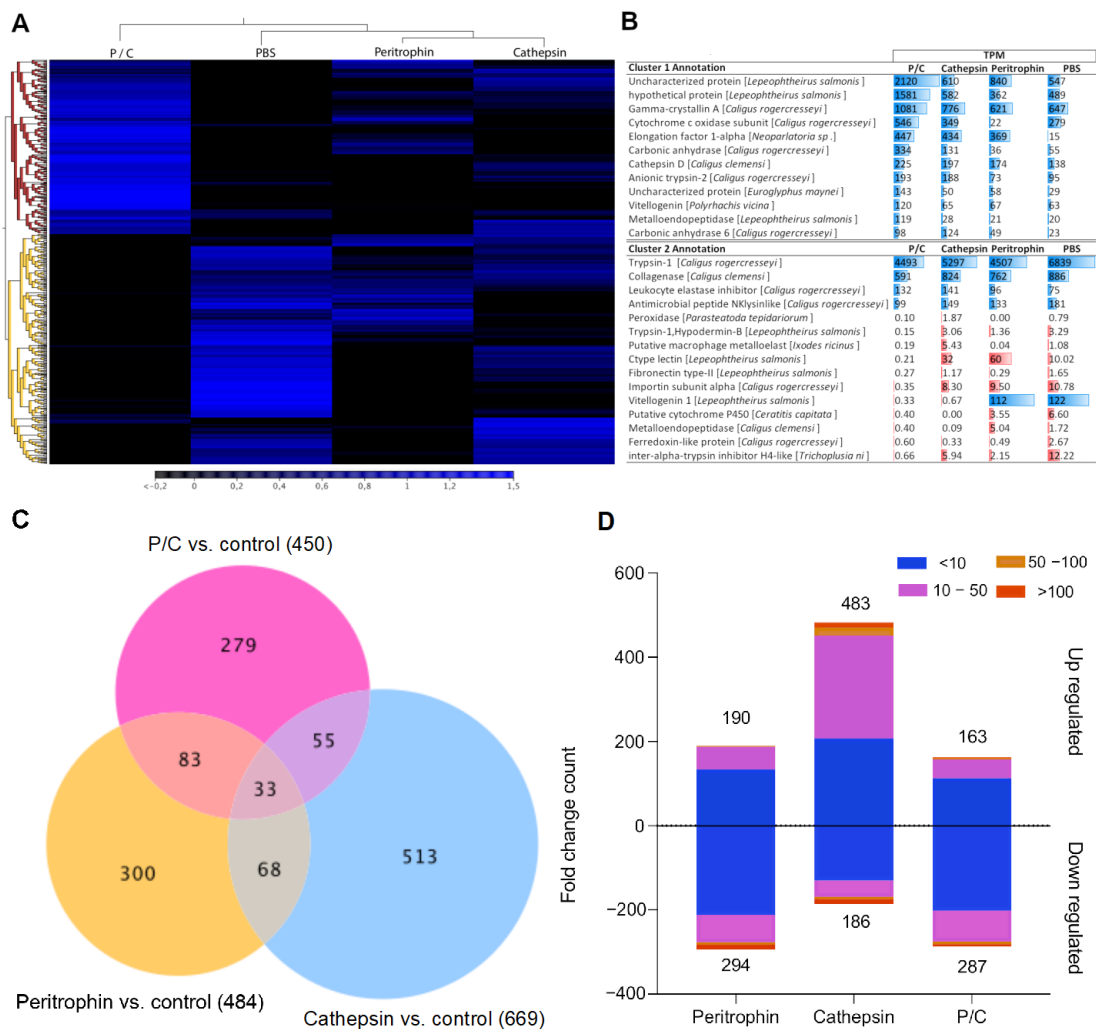 A
P / C PBS Peritrophin Cathepsin
<-0,2 0 0,2 0,4 0,6 0,8 1 1,2 1,5
B
TPM
Cluster 1 Annotation P/C Cathepsin Peritrophin PBS
Uncharacterized protein [Lepeophtheirus salmonis] 2120 610 840 547
hypothetical protein [Lepeophtheirus salmonis] 1581 582 362 489
Gamma-crystallin A [Caligus rogercresseyi] 1081 776 621 647
Cytochrome c oxidase subunit [Caligus rogercresseyi] 546 349 22 279
Elongation factor 1-alpha [Neoparlatoria sp.] 447 434 369 15
Carbonic anhydrase [Caligus rogercresseyi] 334 131 36 55
Cathepsin D [Caligus clemensi] 225 197 174 138
Anionic trypsin-2 [Caligus rogercresseyi] 193 188 73 95
Uncharacterized protein [Euroglyphus maynei] 143 50 58 29
Vitellogenin [Polyrhachis vicina] 120 65 67 63
Metalloendopeptidase [Lepeophtheirus salmonis] 119 28 21 20
Carbonic anhydrase 6 [Caligus rogercresseyi] 98 124 49 23
Cluster 2 Annotation P/C Cathepsin Peritrophin PBS
Trypsin-1 [Caligus rogercresseyi] 4493 5297 4507 6839
Collagenase [Caligus clemensi] 591 824 762 886
Leukocyte elastase inhibitor [Caligus rogercresseyi] 132 141 96 75
Antimicrobial peptide NKlysinlike [Caligus rogercresseyi] 99 149 133 181
Peroxidase [Parasteatoda tepidariorum] 0.10 1.87 0.00 0.79
Trypsin-1,Hypodermin-B [Lepeophtheirus salmonis] 0.15 3.06 1.36 3.29
Putative macrophage metalloelast [Ixodes ricinus] 0.19 5.43 0.04 1.08
Ctype lectin [Lepeophtheirus salmonis] 0.21 32 60 10.02
Fibronectin type-II [Lepeophtheirus salmonis] 0.27 1.17 0.29 1.65
Importin subunit alpha [Caligus rogercresseyi] 0.35 8.30 9.50 10.78
Vitellogenin 1 [Lepeophtheirus salmonis] 0.33 0.67 112 122
Putative cytochrome P450 [Ceratitis capitata] 0.40 0.00 3.55 6.60
Metalloendopeptidase [Caligus clemensi] 0.40 0.09 5.04 1.72
Ferredoxin-like protein [Caligus rogercresseyi] 0.60 0.33 0.49 2.67
inter-alpha-trypsin inhibitor H4-like [Trichoplusia ni] 0.66 5.94 2.15 12.22
C
P/C vs. control (450)
279
83
55
33
300
68
513
Peritrophin vs. control (484)
Cathepsin vs. control (669)
D
<10 50 –100
10 – 50 >100
Fold change count
600
400
200
0
−200
−400
190
483
163
294
186
287
Up regulated
Down regulated
Peritrophin Cathepsin P/C